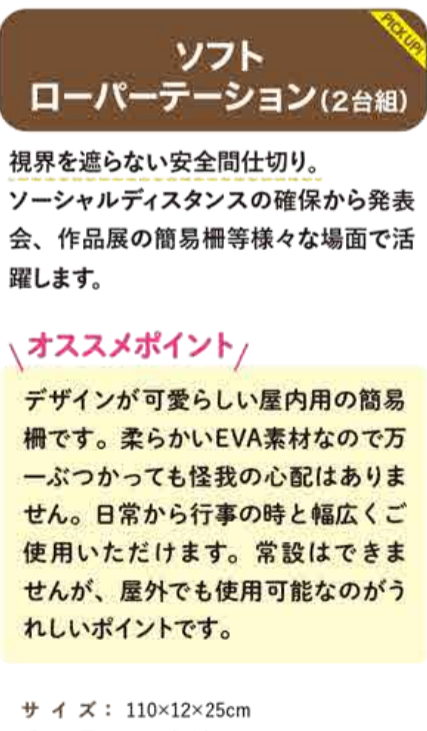 PICK UP!
ソフト
ローパーテーション(2台組)
視界を遮らない安全間仕切り。
ソーシャルディスタンスの確保から発表
会、作品展の簡易柵等様々な場面で活
躍します。
オススメポイント
デザインが可愛らしい屋内用の簡易
柵です。柔らかいEVA素材なので万
一ぶつかっても怪我の心配はありま
せん。日常から行事の時と幅広くご
使用いただけます。常設はできま
せんが、屋外でも使用可能なのがう
れしいポイントです。
サイズ：110×12×25cm